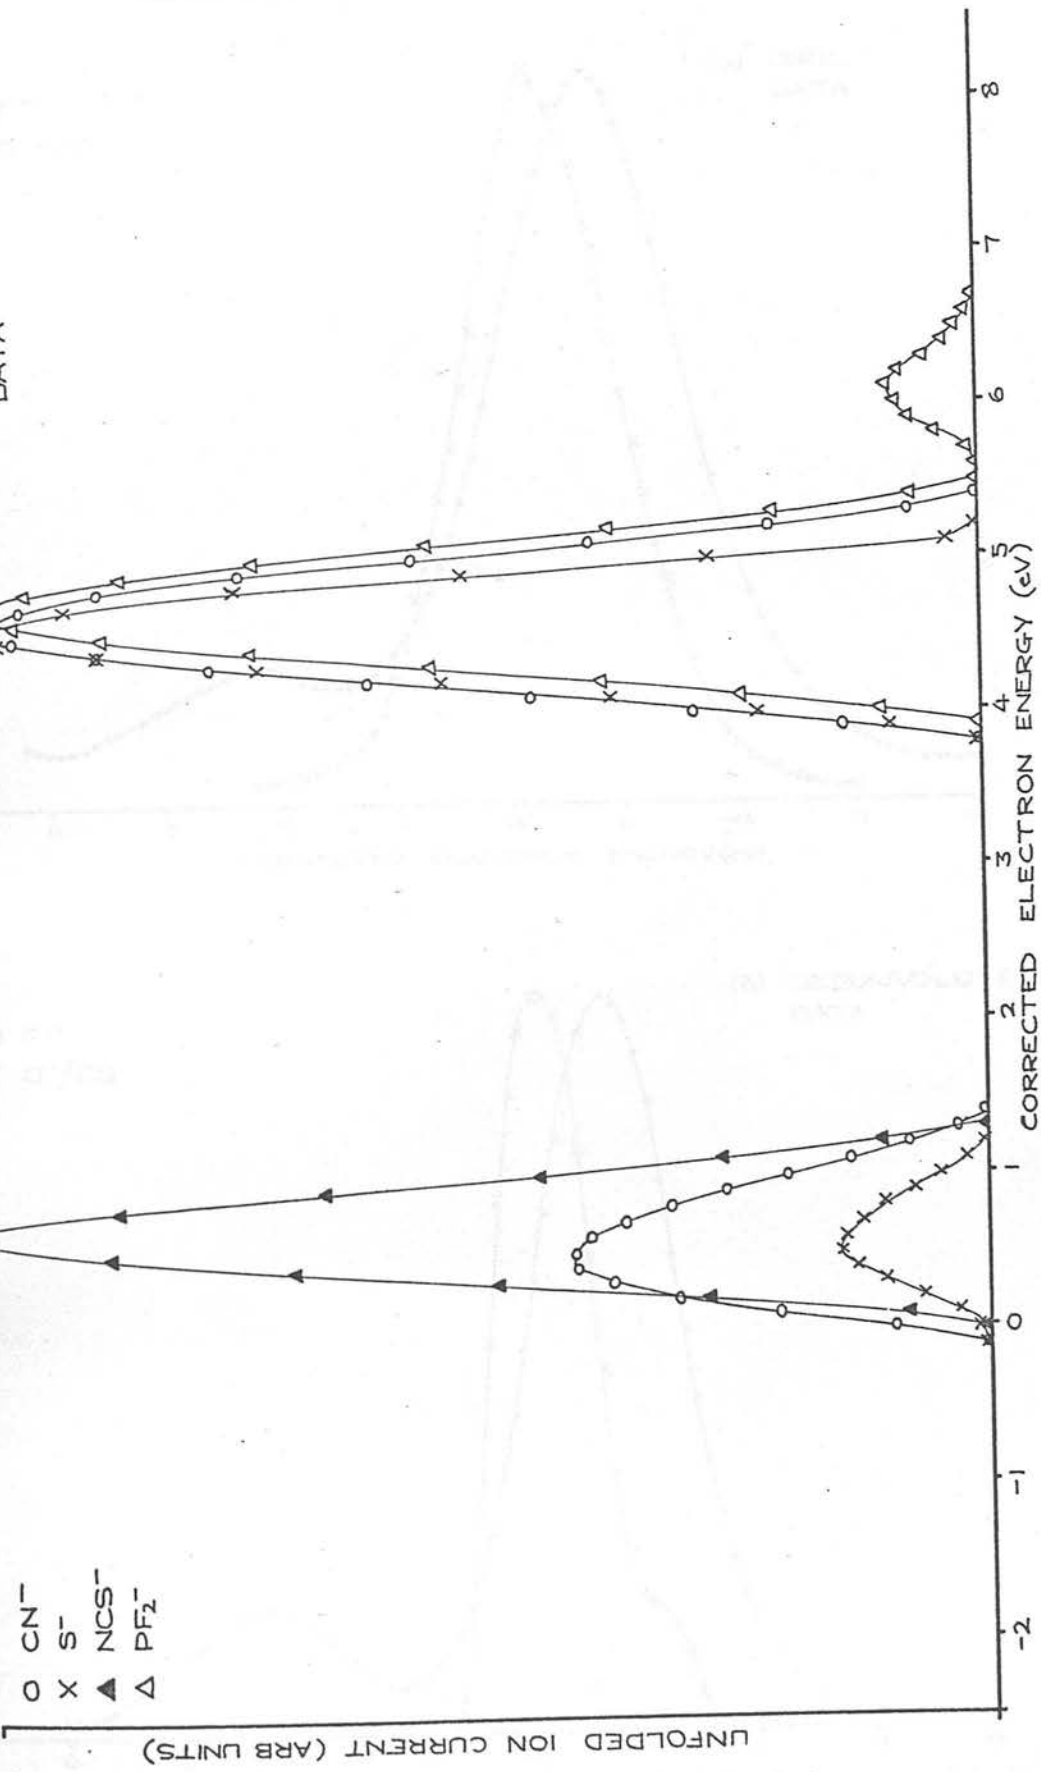 DATA
O CN⁻
X S⁻
▲ NCS⁻
△ PF₂⁻
UNFOLDED ION CURRENT (ARB UNITS)
-2 -1 0 1 2 3 4 5 6 7 8
CORRECTED ELECTRON ENERGY (eV)